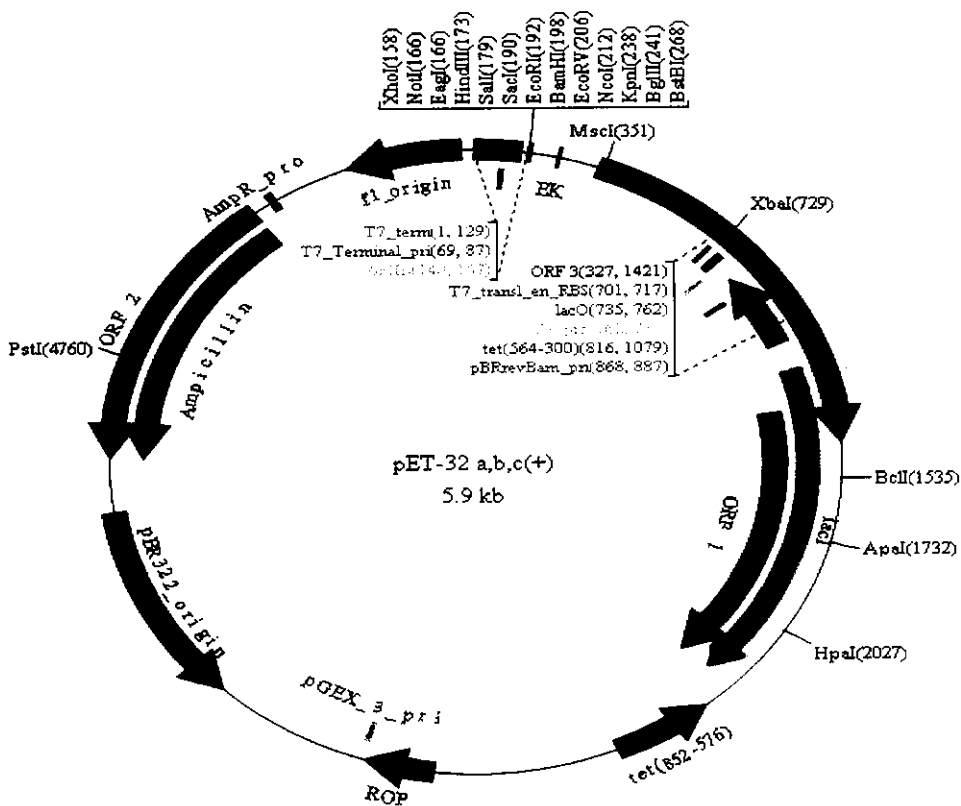 XhoI(158)
NotI(166)
EagI(166)
HindIII(173)
SalI(179)
SacI(190)
EcoRI(192)
BamHI(198)
EcoRV(206)
NcoI(212)
KpnI(238)
BglII(241)
BstBI(268)
MscI(351)
AmpR_pro
f1_origin
EK
XbaI(729)
T7_term(1, 129)
T7_Terminal_pri(69, 87)
ORF 3(327, 1421)
T7_transl_en_RBS(701, 717)
lacO(735, 762)
tet(564-300)(816, 1079)
pBRrevBam_pri(868, 887)
ORF 2
Ampicillin
PstI(4760)
pET-32 a,b,c(+)
5.9 kb
BclI(1535)
ORF 1
lacI
ApaI(1732)
pBR322_origin
HpaI(2027)
pGEX_3_pri
tet(852-576)
ROP